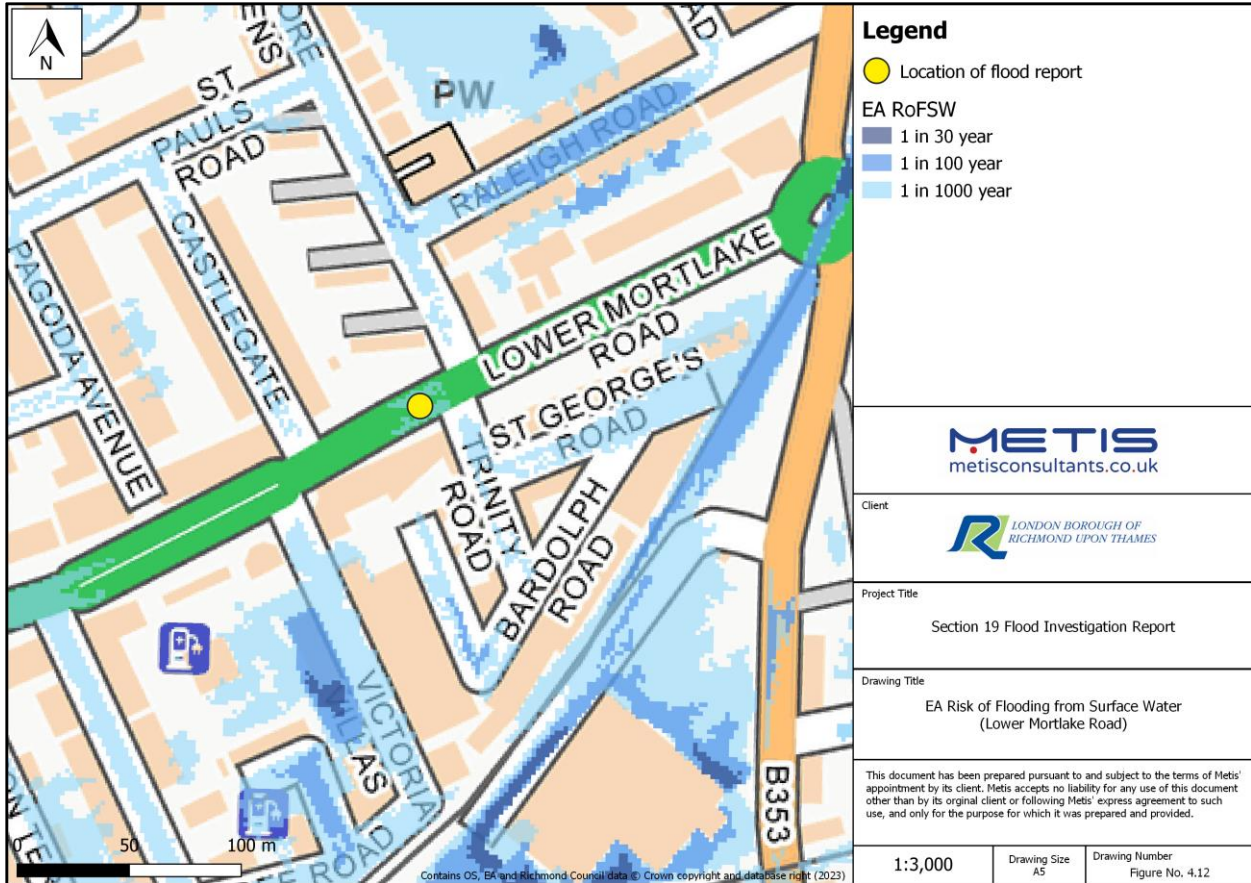 N
ENS
ORE
ROAD
ST
PAULS
ROAD
PW
RALEIGH ROAD
CASTLEGATE
PAGODA AVENUE
LOWER MORTLAKE
ROAD
ST GEORGE'S
ROAD
TRINITY
ROAD
BARDOLPH
ROAD
VICTORIA
VILLAS
B353
ON TE
E ROAD
0 50 100 m
Contains OS, EA and Richmond Council data © Crown copyright and database right (2023)
Legend
Location of flood report
EA RoFSW
1 in 30 year
1 in 100 year
1 in 1000 year
METIS
metisconsultants.co.uk
Client
LONDON BOROUGH OF
RICHMOND UPON THAMES
Project Title
Section 19 Flood Investigation Report
Drawing Title
EA Risk of Flooding from Surface Water
(Lower Mortlake Road)
This document has been prepared pursuant to and subject to the terms of Metis'
appointment by its client. Metis accepts no liability for any use of this document
other than by its orginal client or following Metis' express agreement to such
use, and only for the purpose for which it was prepared and provided.
1:3,000
Drawing Size
A5
Drawing Number
Figure No. 4.12